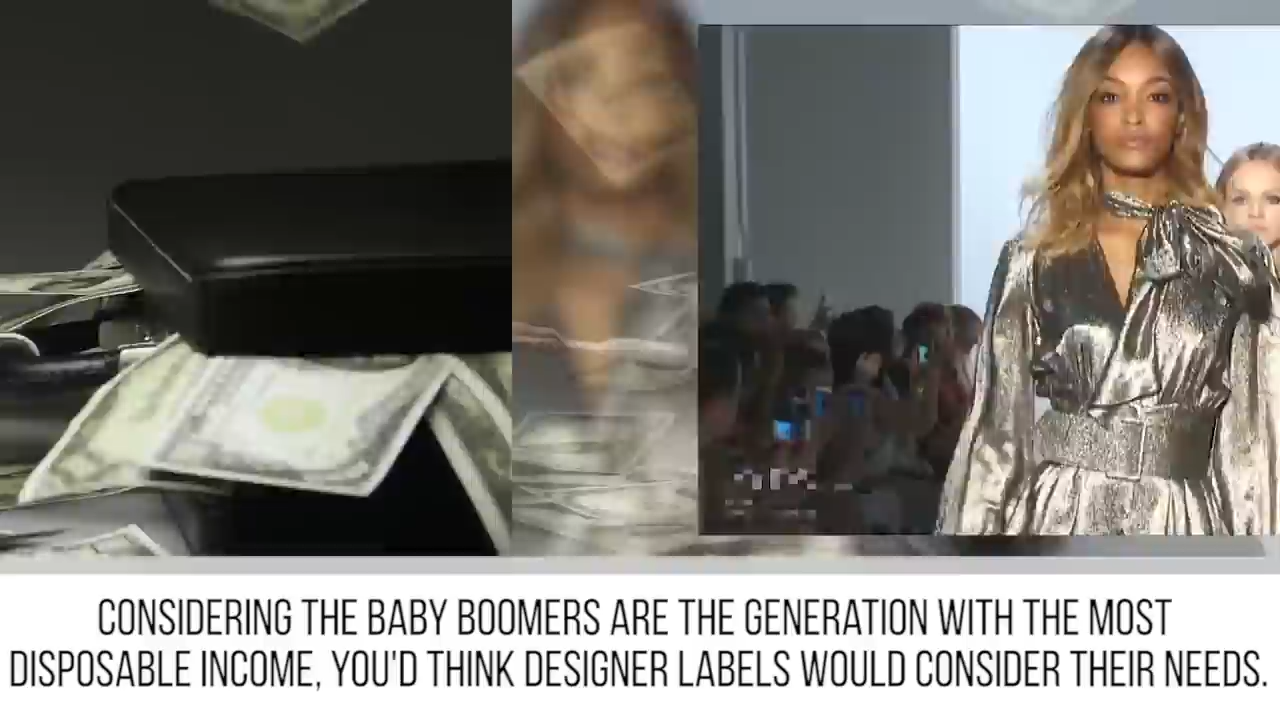 CONSIDERING THE BABY BOOMERS ARE THE GENERATION WITH THE MOST
DISPOSABLE INCOME, YOU'D THINK DESIGNER LABELS WOULD CONSIDER THEIR NEEDS.